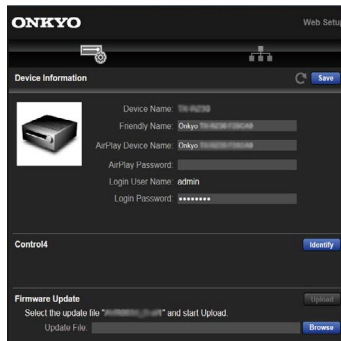 ONKYO
Web Setup
Device Information
Save
Device Name:
Friendly Name: Onkyo
AirPlay Device Name: Onkyo
AirPlay Password:
Login User Name: admin
Login Password: ••••••••
Control4
Identify
Firmware Update
Upload
Select the update file " " and start Upload.
Update File:
Browse